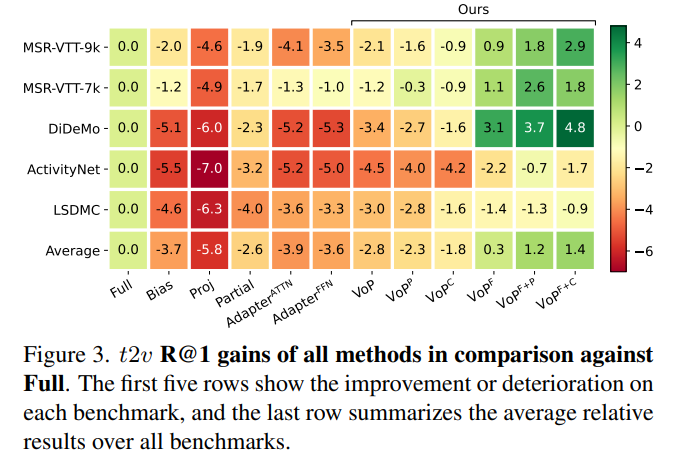 Ours
MSR-VTT-9k 0.0 -2.0 -4.6 -1.9 -4.1 -3.5 -2.1 -1.6 -0.9 0.9 1.8 2.9
MSR-VTT-7k 0.0 -1.2 -4.9 -1.7 -1.3 -1.0 -1.2 -0.3 -0.9 1.1 2.6 1.8
DiDeMo 0.0 -5.1 -6.0 -2.3 -5.2 -5.3 -3.4 -2.7 -1.6 3.1 3.7 4.8
ActivityNet 0.0 -5.5 -7.0 -3.2 -5.2 -5.0 -4.5 -4.0 -4.2 -2.2 -0.7 -1.7
LSDMC 0.0 -4.6 -6.3 -4.0 -3.6 -3.3 -3.0 -2.8 -1.6 -1.4 -1.3 -0.9
Average 0.0 -3.7 -5.8 -2.6 -3.9 -3.6 -2.8 -2.3 -1.8 0.3 1.2 1.4
Full Bias Proj Partial Adapter^ATTN Adapter^FFN VoP VoP^P VoP^C VoP^F VoP^F+P VoP^F+C
4
2
0
−2
−4
−6
Figure 3. t2v R@1 gains of all methods in comparison against
Full. The first five rows show the improvement or deterioration on
each benchmark, and the last row summarizes the average relative
results over all benchmarks.